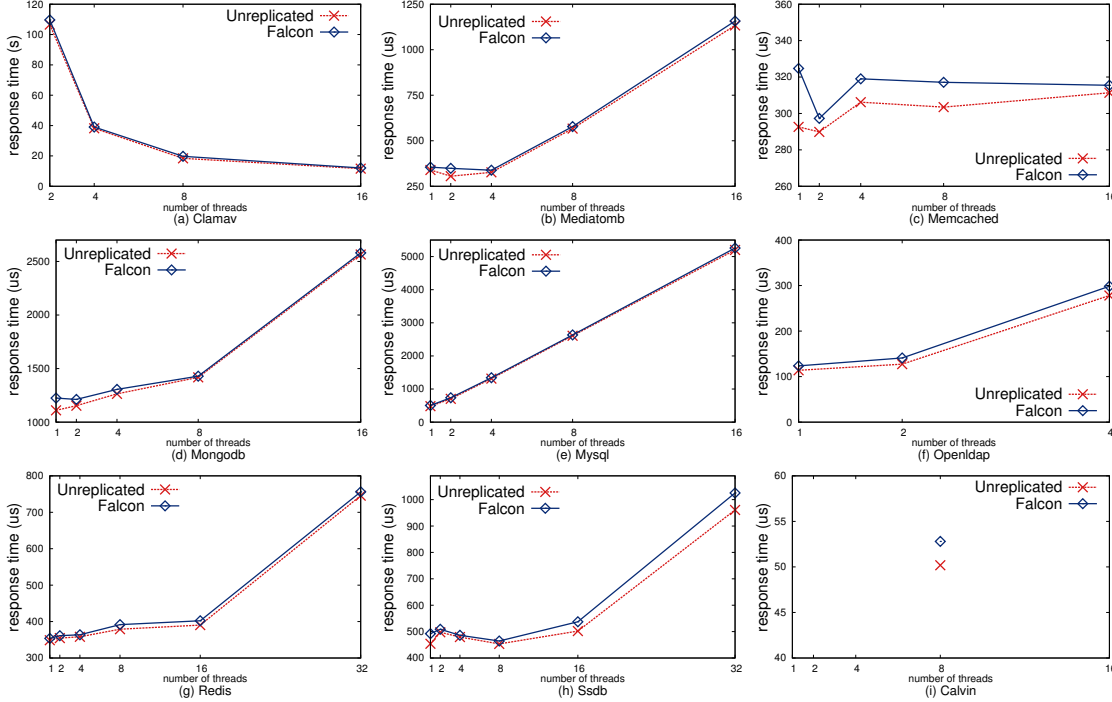 response time (s)
120
100
80
60
40
20
0
2 4 8 16
number of threads
(a) Clamav
Unreplicated
Falcon
response time (us)
1250
1000
750
500
250
1 2 4 8 16
number of threads
(b) Mediatomb
Unreplicated
Falcon
response time (us)
360
340
320
300
280
260
1 2 4 8 16
number of threads
(c) Memcached
Unreplicated
Falcon
response time (us)
2500
2000
1500
1000
1 2 4 8 16
number of threads
(d) Mongodb
Unreplicated
Falcon
response time (us)
5000
4000
3000
2000
1000
0
1 2 4 8 16
number of threads
(e) Mysql
Unreplicated
Falcon
response time (us)
400
300
200
100
0
1 2 4
number of threads
(f) Openldap
Unreplicated
Falcon
response time (us)
800
700
600
500
400
300
1 2 4 8 16 32
number of threads
(g) Redis
Unreplicated
Falcon
response time (us)
1000
900
800
700
600
500
400
1 2 4 8 16 32
number of threads
(h) Ssdb
Unreplicated
Falcon
response time (us)
60
55
50
45
40
1 2 4 8 16
number of threads
(i) Calvin
Unreplicated
Falcon